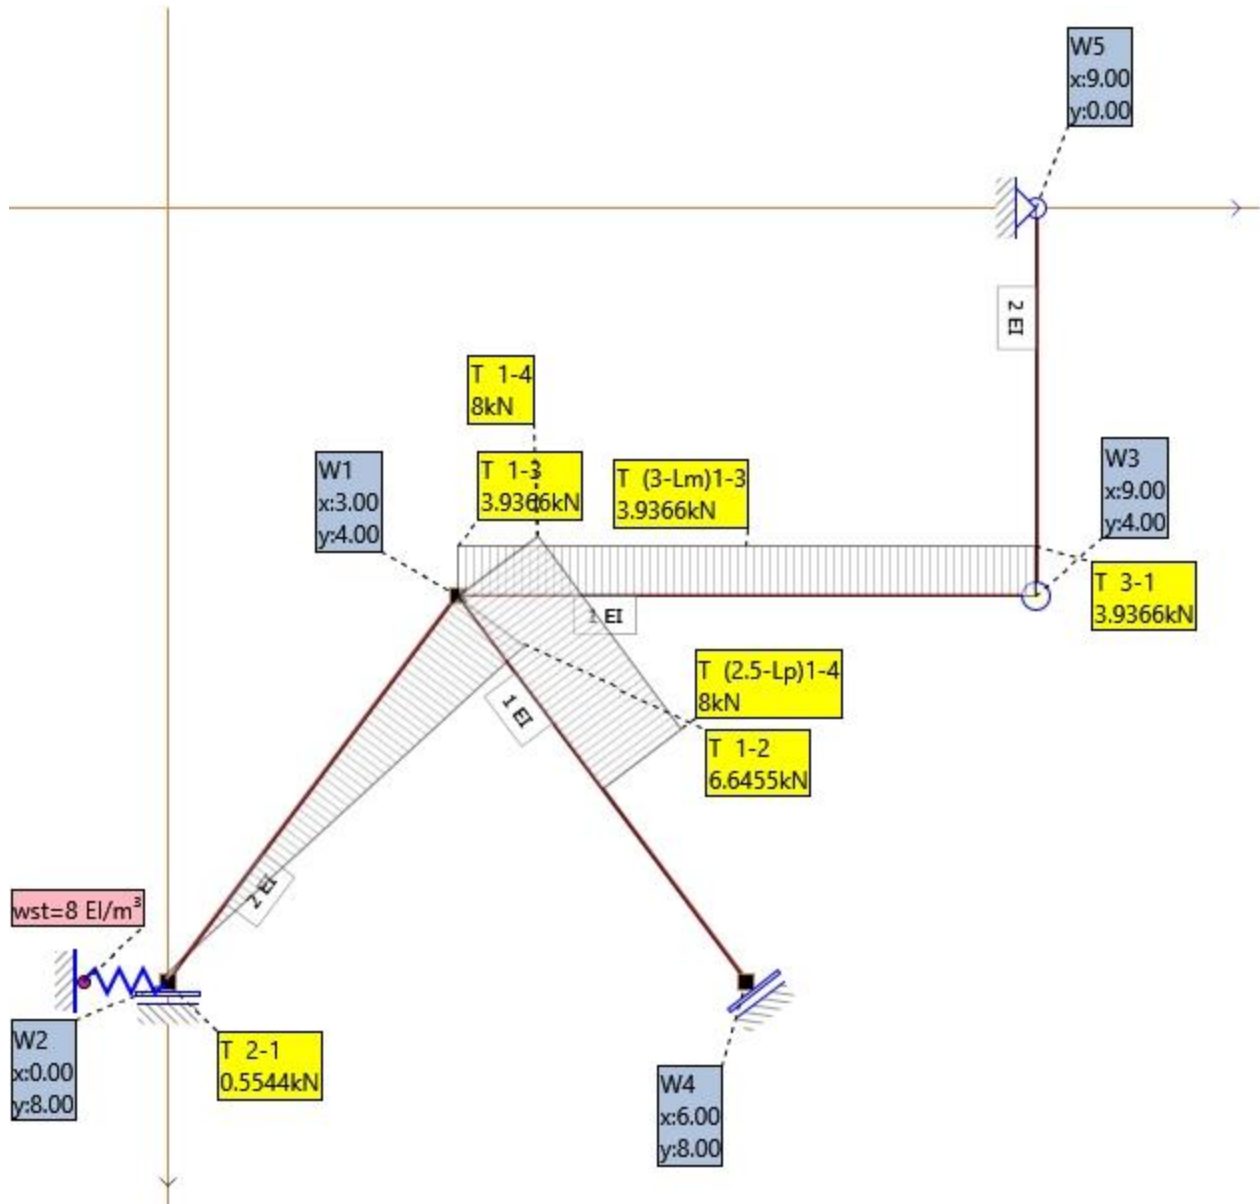 W5
x:9.00
y:0.00
2 EI
T 1-4
8kN
W1
x:3.00
y:4.00
T 1-3
3.9366kN
T (3-Lm)1-3
3.9366kN
W3
x:9.00
y:4.00
T 3-1
3.9366kN
1 EI
T (2.5-Lp)1-4
8kN
1 EI
T 1-2
6.6455kN
2 EI
wst=8 EI/m³
W2
x:0.00
y:8.00
T 2-1
0.5544kN
W4
x:6.00
y:8.00